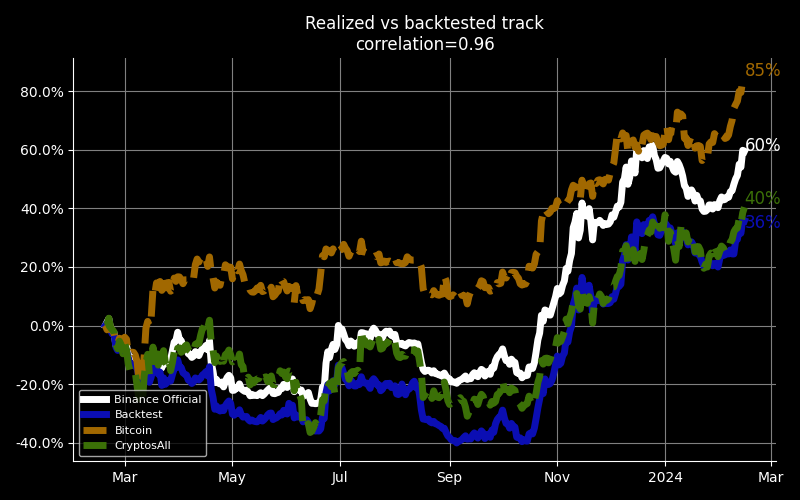 Realized vs backtested track
correlation=0.96
85%
80.0%
60.0%
60%
40.0%
40%
36%
20.0%
0.0%
-20.0%
-40.0%
Binance Official
Backtest
Bitcoin
CryptosAll
Mar
May
Jul
Sep
Nov
2024
Mar